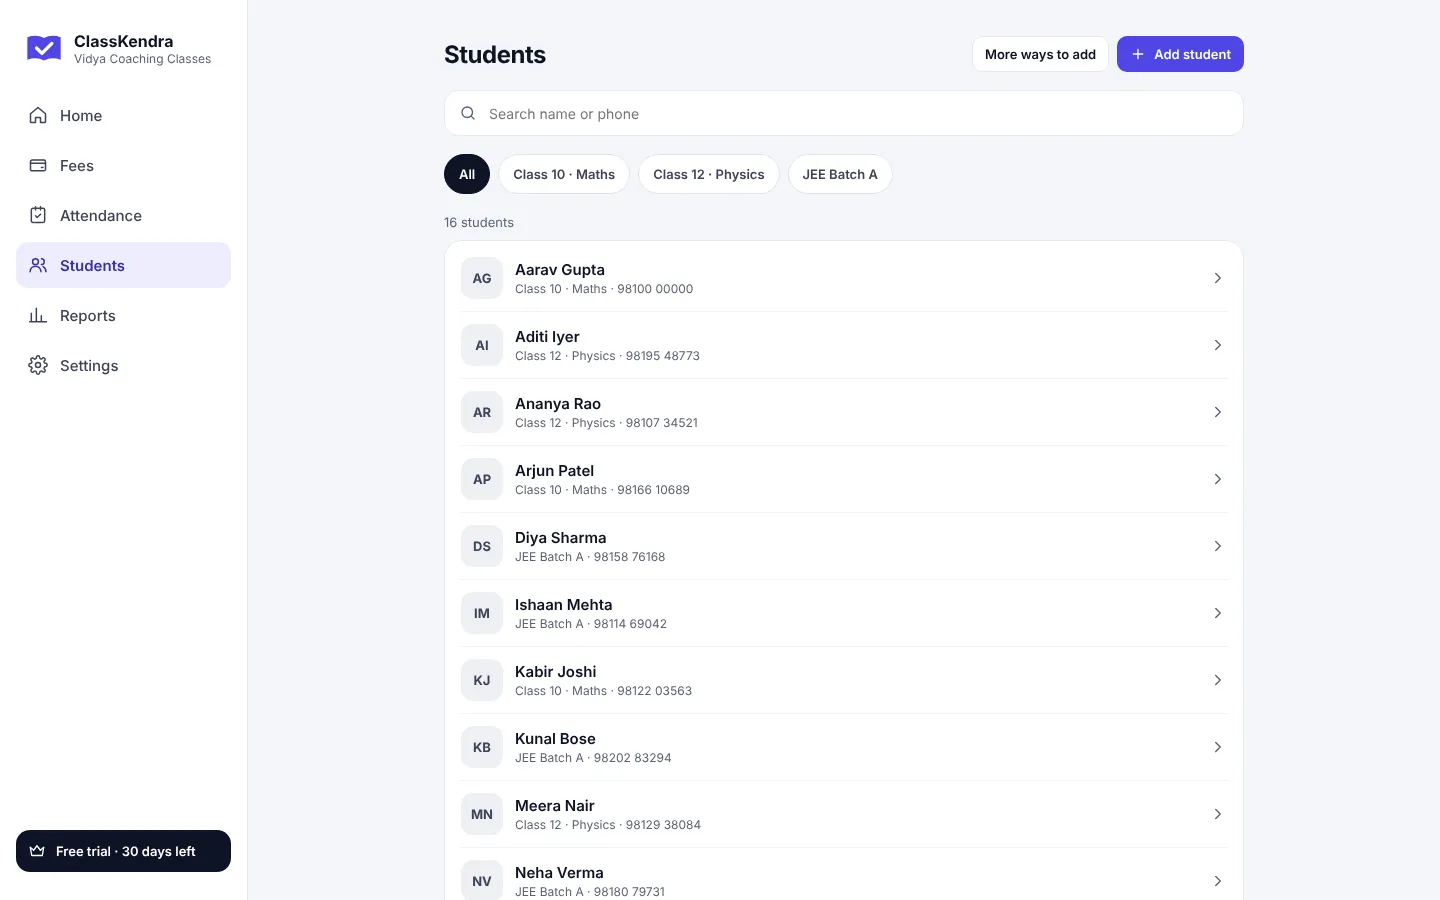 ClassKendra
Vidya Coaching Classes
Home
Fees
Attendance
Students
Reports
Settings
Free trial · 30 days left
Students
More ways to add
Add student
Search name or phone
All
Class 10 · Maths
Class 12 · Physics
JEE Batch A
16 students
AG
Aarav Gupta
Class 10 · Maths · 98100 00000
AI
Aditi Iyer
Class 12 · Physics · 98195 48773
AR
Ananya Rao
Class 12 · Physics · 98107 34521
AP
Arjun Patel
Class 10 · Maths · 98166 10689
DS
Diya Sharma
JEE Batch A · 98158 76168
IM
Ishaan Mehta
JEE Batch A · 98114 69042
KJ
Kabir Joshi
Class 10 · Maths · 98122 03563
KB
Kunal Bose
JEE Batch A · 98202 83294
MN
Meera Nair
Class 12 · Physics · 98129 38084
NV
Neha Verma
JEE Batch A · 98180 79731